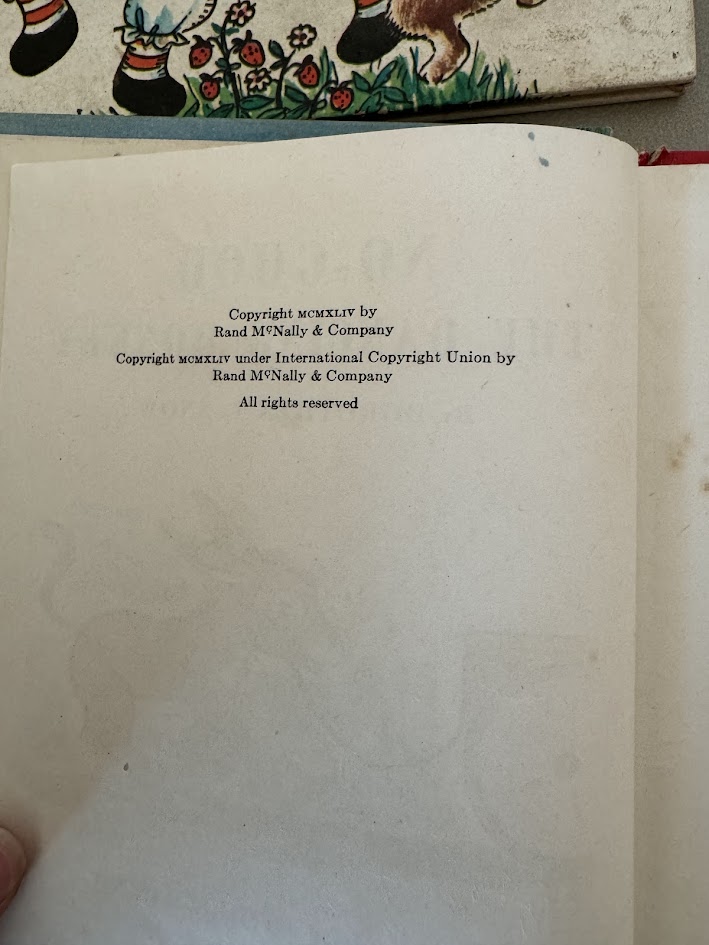 Copyright MCMXLIV by
Rand MᶜNally & Company
Copyright MCMXLIV under International Copyright Union by
Rand MᶜNally & Company
All rights reserved